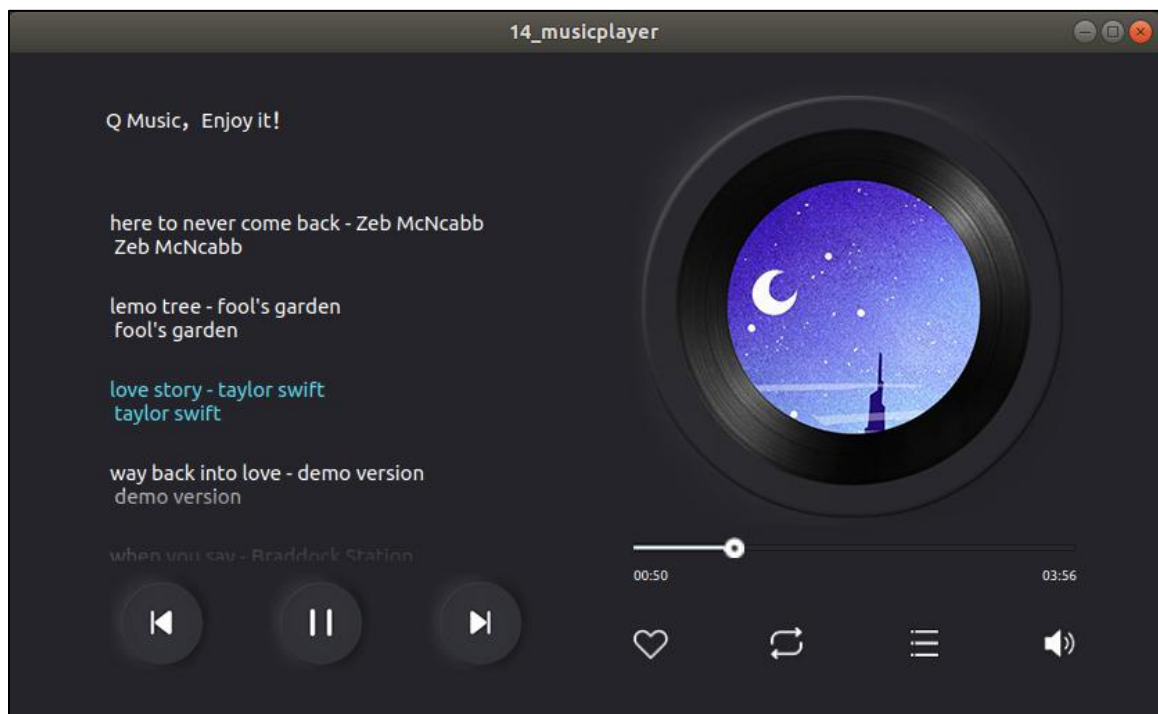 14_musicplayer
Q Music，Enjoy it！
here to never come back - Zeb McNcabb
Zeb McNcabb
lemo tree - fool's garden
fool's garden
love story - taylor swift
taylor swift
way back into love - demo version
demo version
when you say - Braddock Station
00:50
03:56